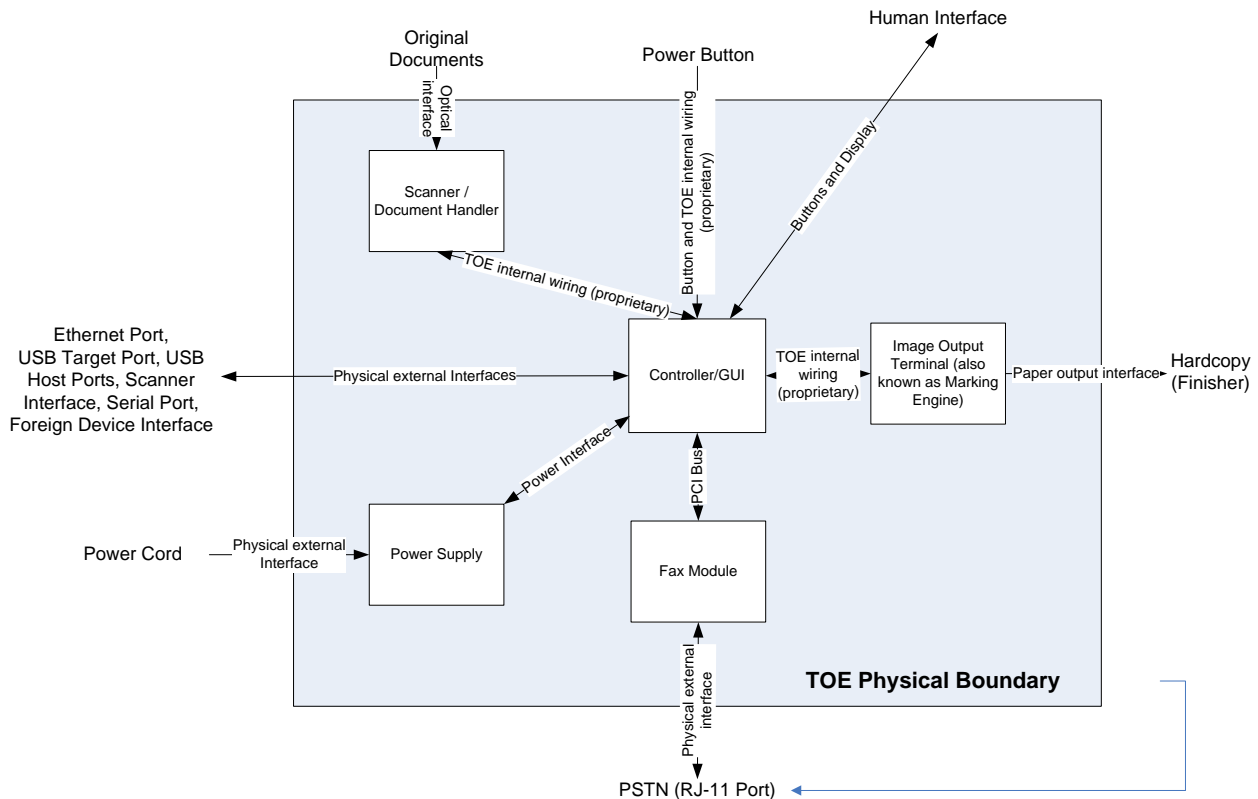 Human Interface
Original
Documents
Power Button
Optical
interface
Button and TOE internal wiring
(proprietary)
Buttons and Display
Scanner /
Document Handler
TOE internal wiring (proprietary)
Ethernet Port,
USB Target Port, USB
Host Ports, Scanner
Interface, Serial Port,
Foreign Device Interface
Physical external Interfaces
Controller/GUI
TOE internal
wiring
(proprietary)
Image Output
Terminal (also
known as Marking
Engine)
Paper output interface
Hardcopy
(Finisher)
Power Interface
PCI Bus
Power Cord
Physical external
Interface
Power Supply
Fax Module
Physical external
interface
TOE Physical Boundary
PSTN (RJ-11 Port)